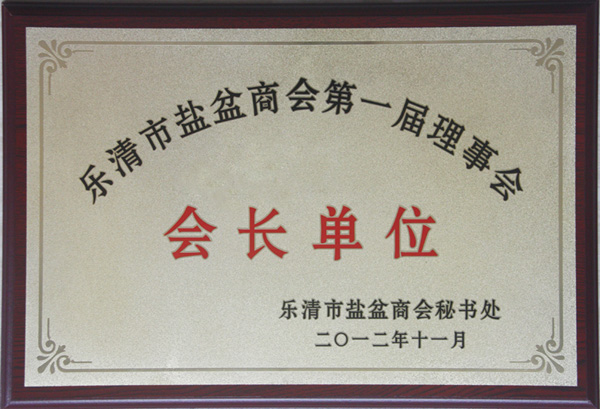 乐清市盐盆商会第一届理事会
会长单位
乐清市盐盆商会秘书处
二〇一二年十一月